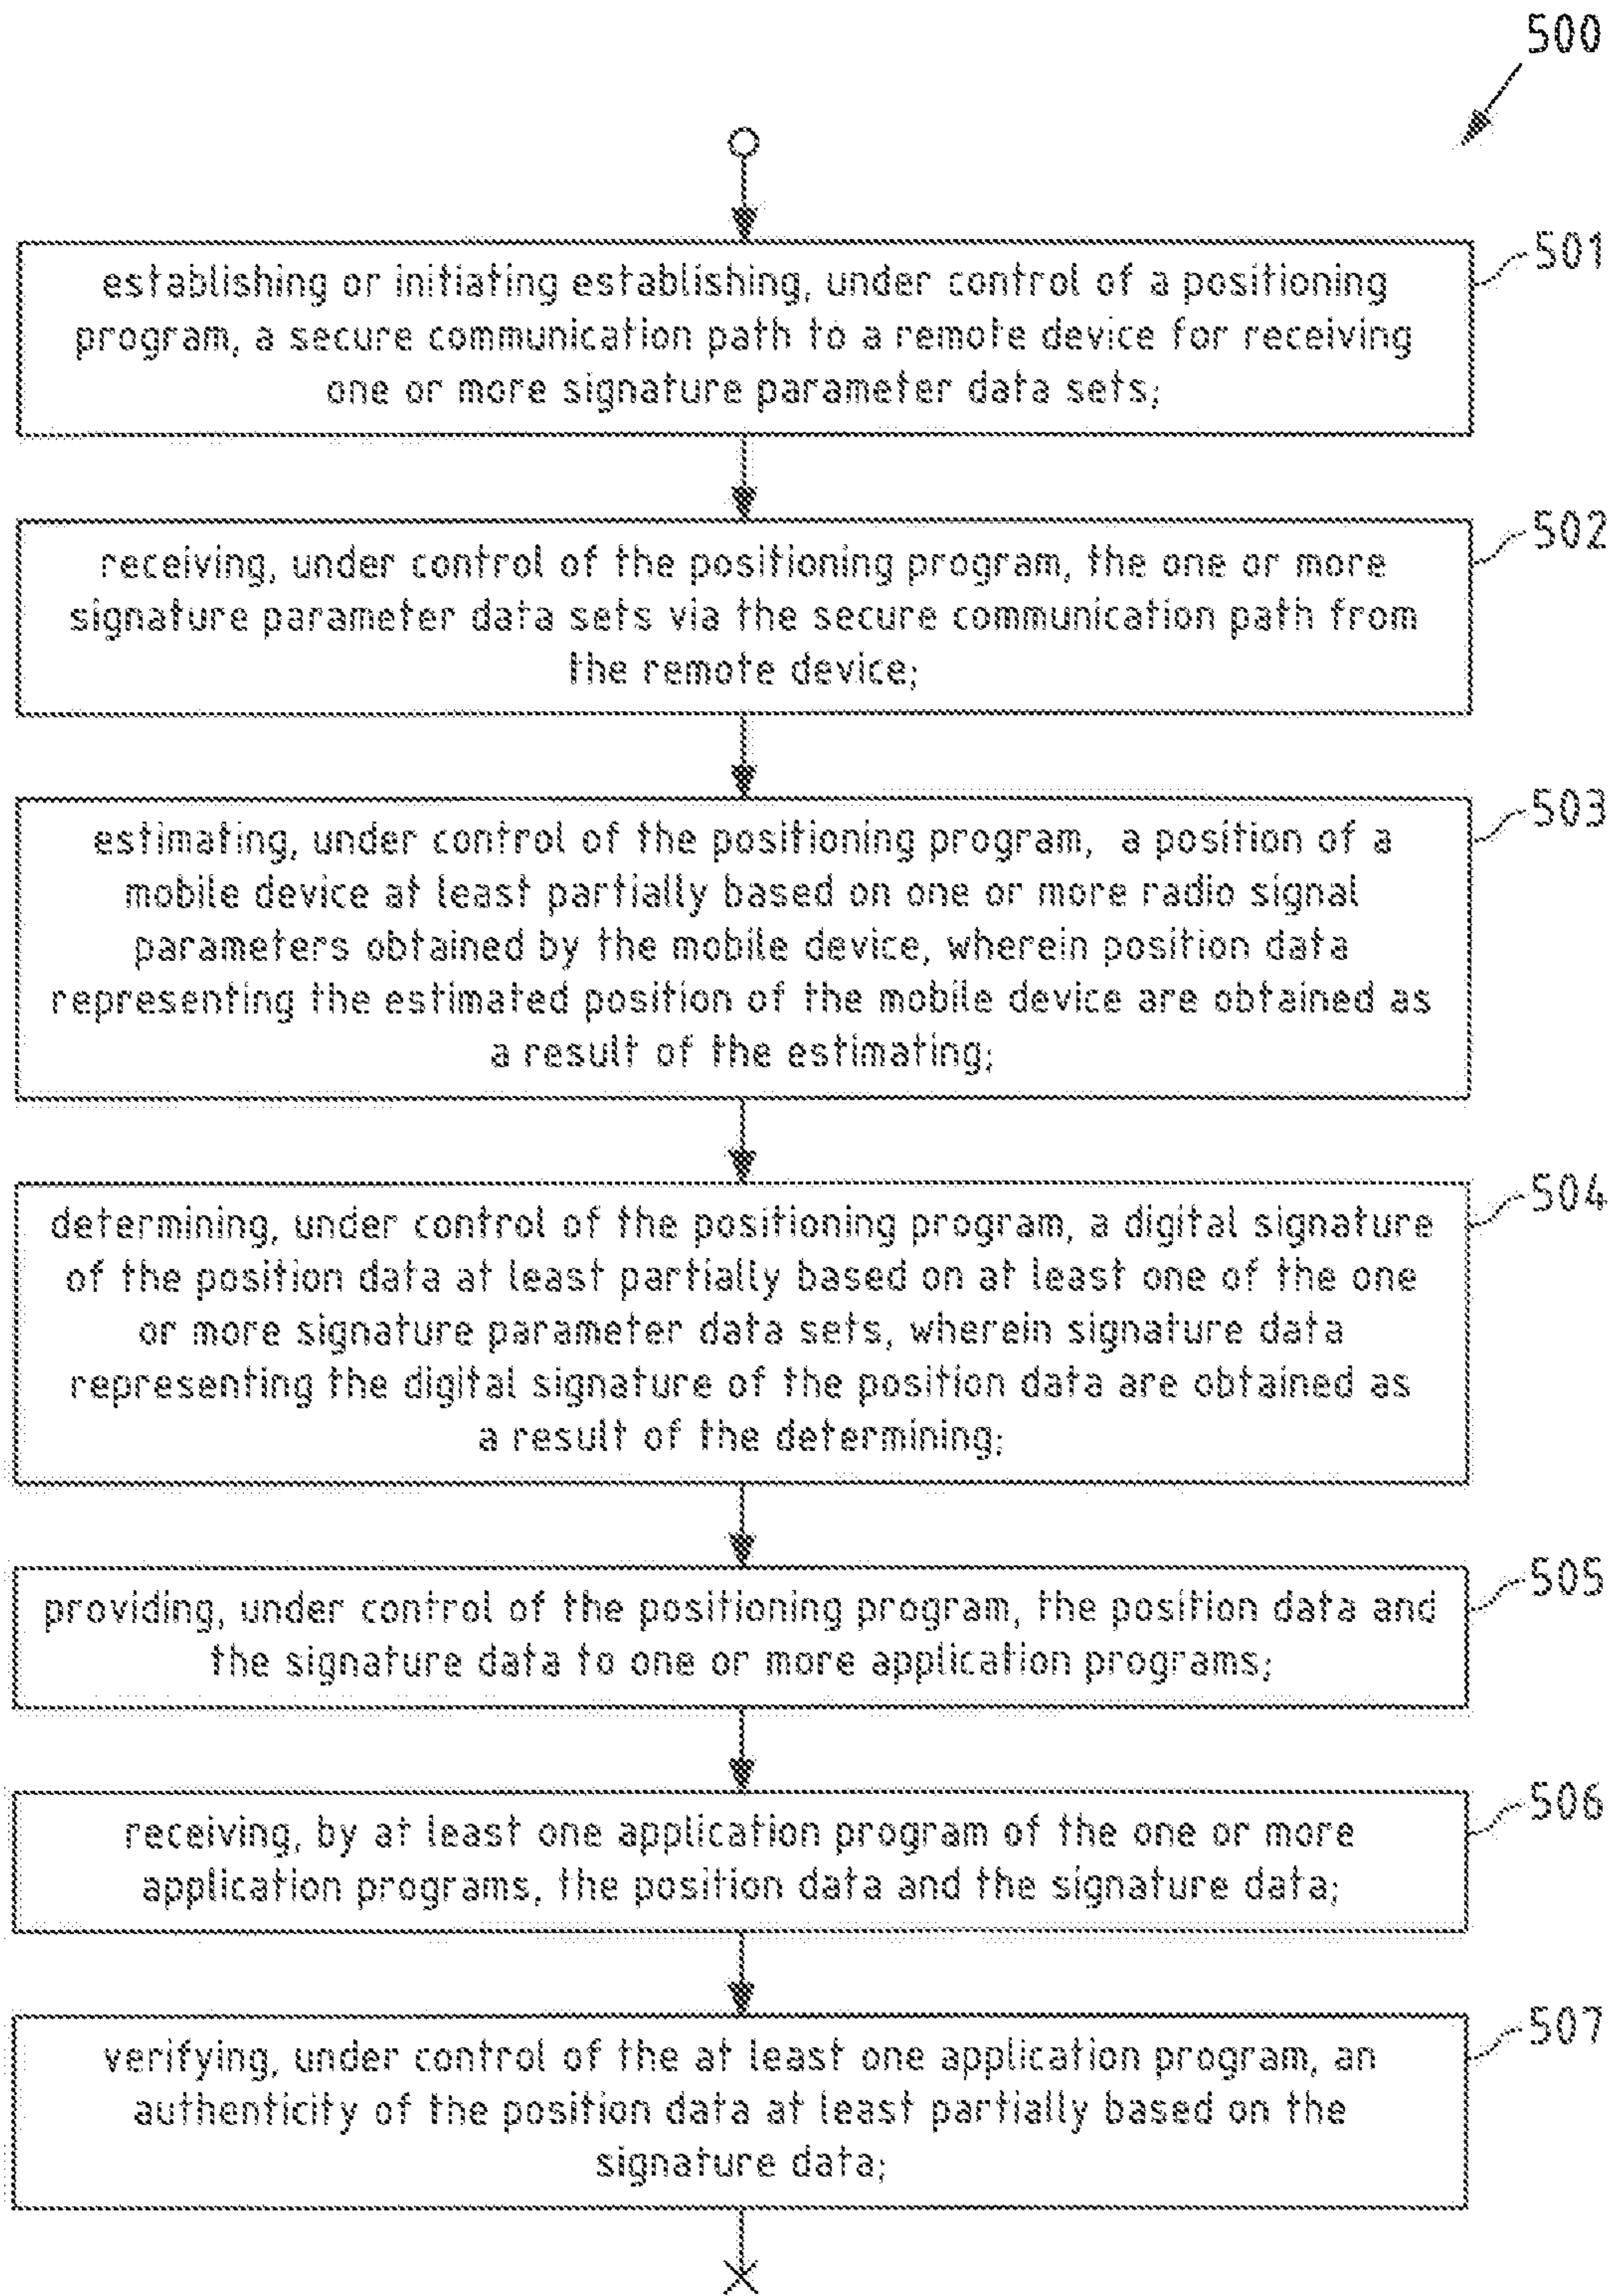 500
501
establishing or initiating establishing, under control of a positioning
program, a secure communication path to a remote device for receiving
one or more signature parameter data sets;
502
receiving, under control of the positioning program, the one or more
signature parameter data sets via the secure communication path from
the remote device;
503
estimating, under control of the positioning program, a position of a
mobile device at least partially based on one or more radio signal
parameters obtained by the mobile device, wherein position data
representing the estimated position of the mobile device are obtained as
a result of the estimating;
504
determining, under control of the positioning program, a digital signature
of the position data at least partially based on at least one of the one
or more signature parameter data sets, wherein signature data
representing the digital signature of the position data are obtained as
a result of the determining;
505
providing, under control of the positioning program, the position data and
the signature data to one or more application programs;
506
receiving, by at least one application program of the one or more
application programs, the position data and the signature data;
507
verifying, under control of the at least one application program, an
authenticity of the position data at least partially based on the
signature data;